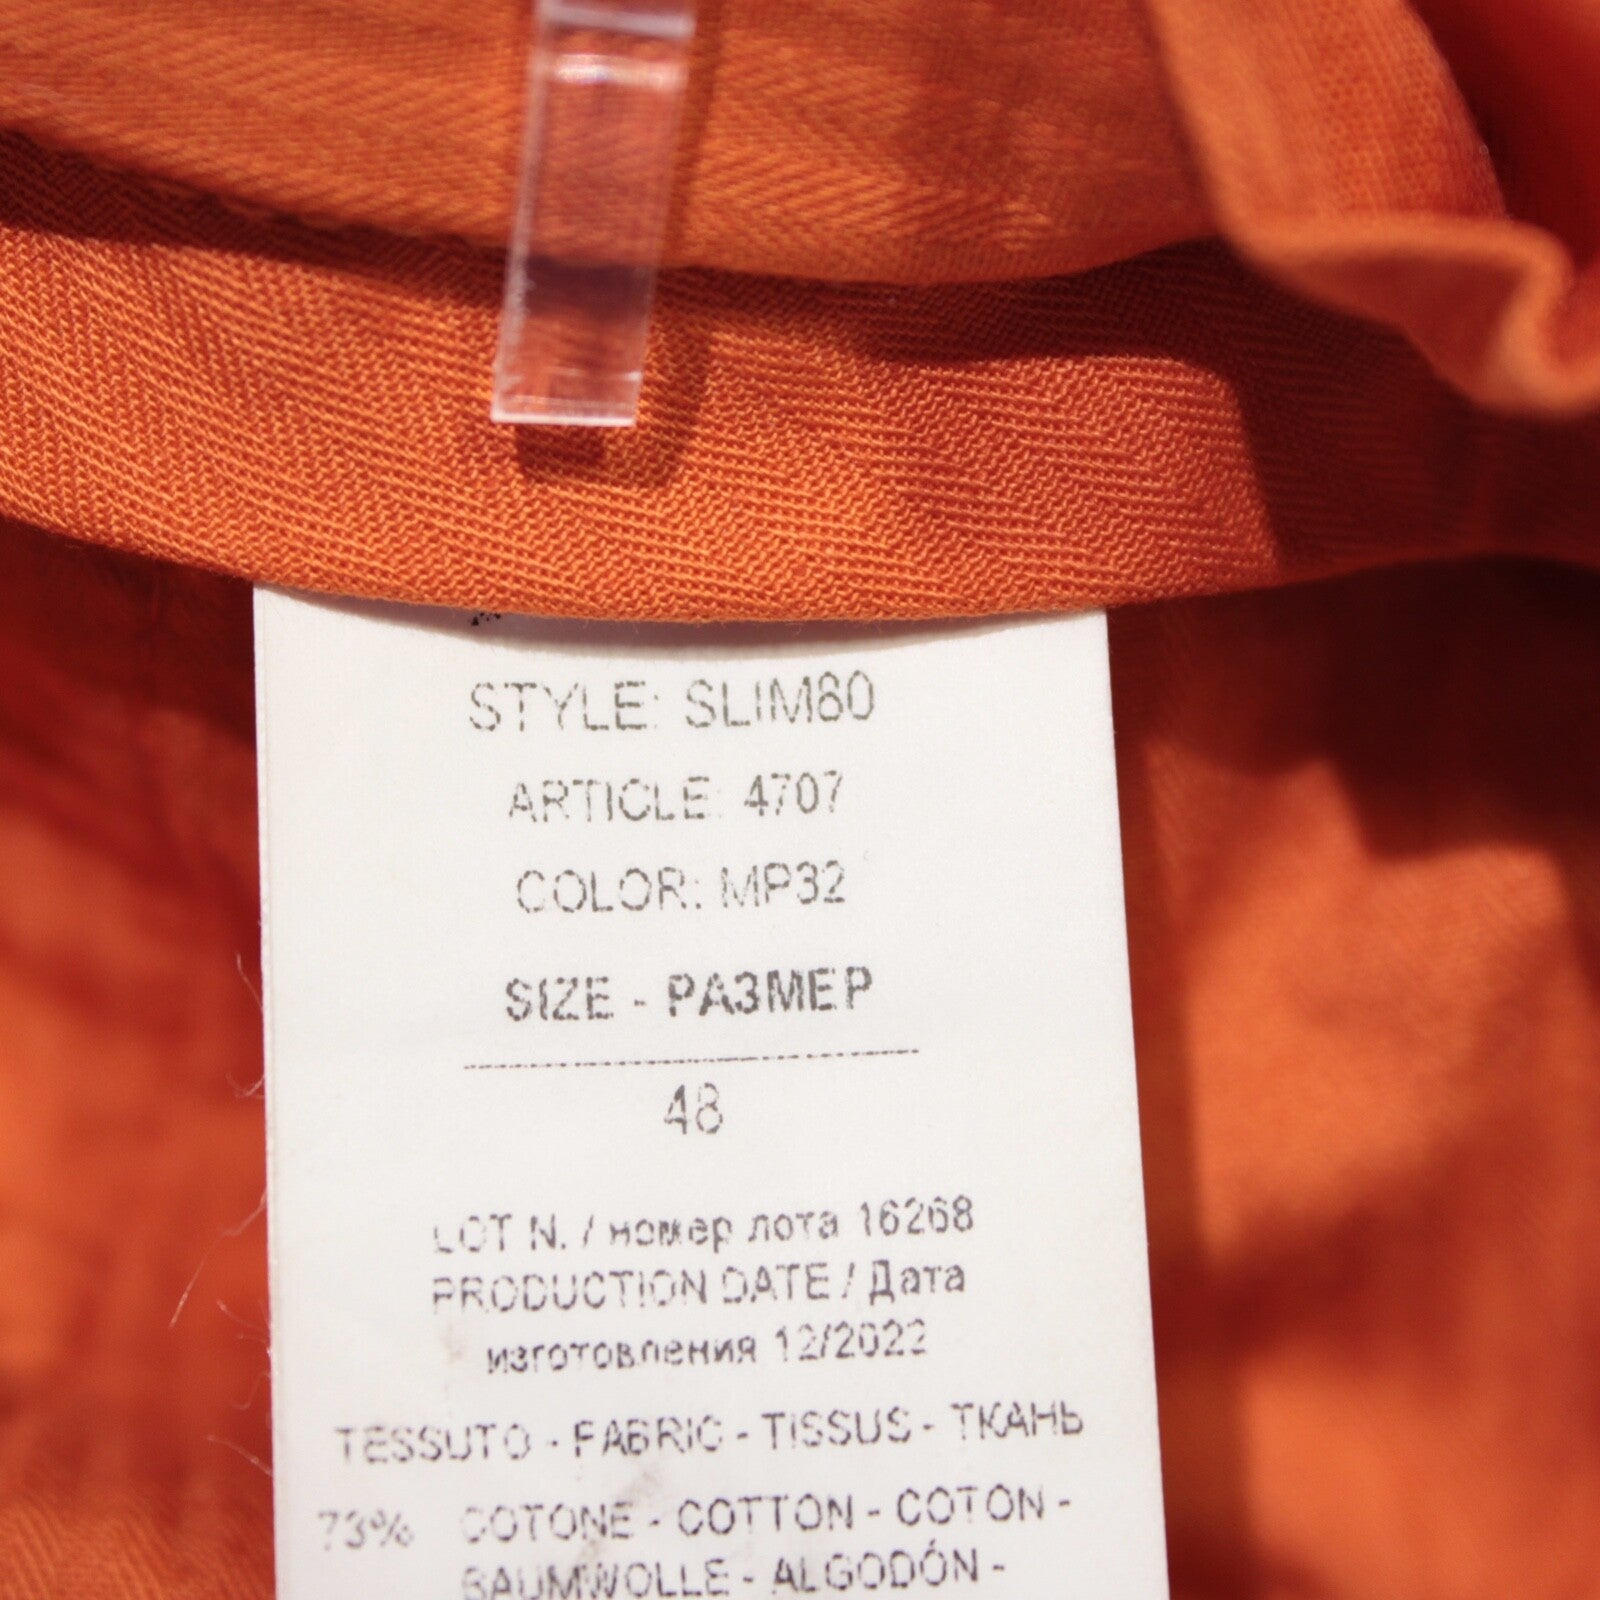 STYLE: SLIM80
ARTICLE: 4707
COLOR: MP32
SIZE - РАЗМЕР
48
LOT N. / номер лота 16268
PRODUCTION DATE / Дата
изготовления 12/2022
TESSUTO - FABRIC - TISSUS - ТКАНЬ
73% COTONE - COTTON - COTON -
BAUMWOLLE - ALGODÓN -